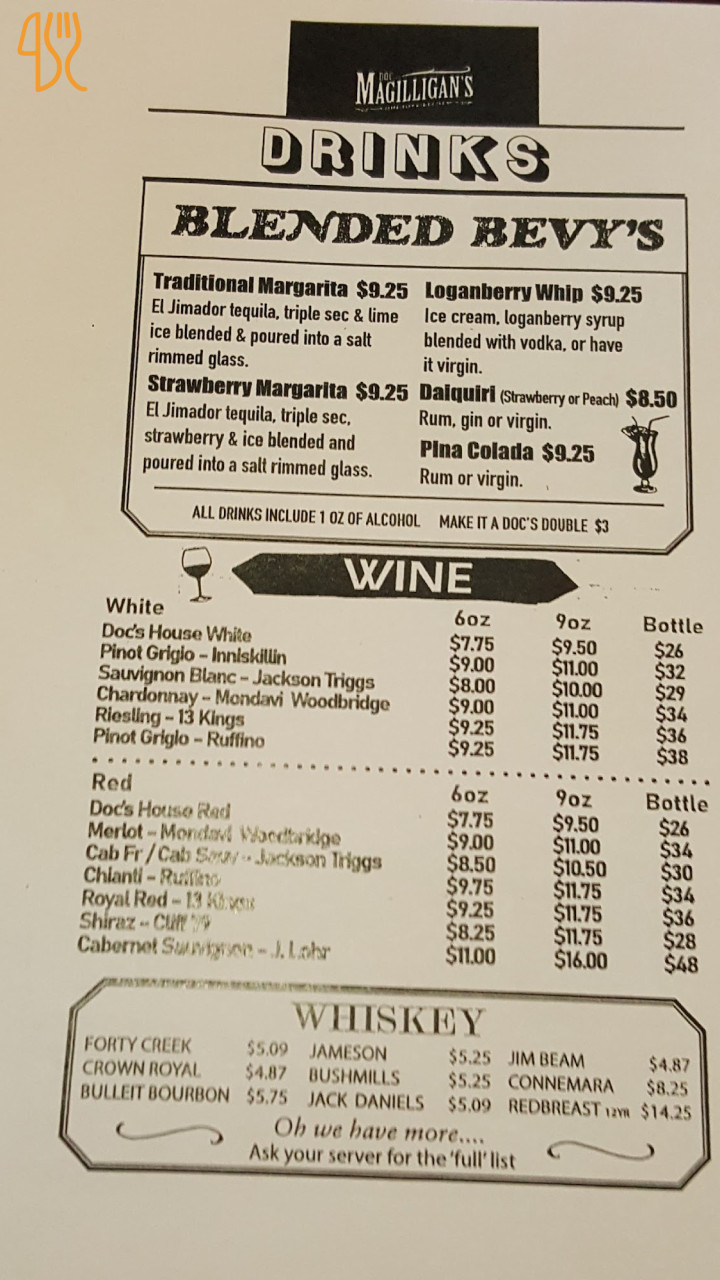 DOC
MAGILLIGAN'S
DRINKS
BLENDED BEVY'S
Traditional Margarita $9.25
El Jimador tequila, triple sec & lime
ice blended & poured into a salt
rimmed glass.
Strawberry Margarita $9.25
El Jimador tequila, triple sec,
strawberry & ice blended and
poured into a salt rimmed glass.
Loganberry Whip $9.25
Ice cream, loganberry syrup
blended with vodka, or have
it virgin.
Daiquiri (Strawberry or Peach) $8.50
Rum, gin or virgin.
Pina Colada $9.25
Rum or virgin.
ALL DRINKS INCLUDE 1 OZ OF ALCOHOL MAKE IT A DOC'S DOUBLE $3
WINE
White 6oz 9oz Bottle
Doc's House White $7.75 $9.50 $26
Pinot Grigio – Inniskillin $9.00 $11.00 $32
Sauvignon Blanc – Jackson Triggs $8.00 $10.00 $29
Chardonnay – Mondavi Woodbridge $9.00 $11.00 $34
Riesling – 13 Kings $9.25 $11.75 $36
Pinot Grigio – Ruffino $9.25 $11.75 $38
Red 6oz 9oz Bottle
Doc's House Red $7.75 $9.50 $26
Merlot – Mondavi Woodbridge $9.00 $11.00 $34
Cab Fr / Cab Sauv – Jackson Triggs $8.50 $10.50 $30
Chianti – Ruffino $9.75 $11.75 $34
Royal Red – 13 Kings $9.25 $11.75 $36
Shiraz – Cliff 79 $8.25 $11.75 $28
Cabernet Sauvignon – J. Lohr $11.00 $16.00 $48
WHISKEY
FORTY CREEK $5.09 JAMESON $5.25 JIM BEAM $4.87
CROWN ROYAL $4.87 BUSHMILLS $5.25 CONNEMARA $8.25
BULLEIT BOURBON $5.75 JACK DANIELS $5.09 REDBREAST 12YR $14.25
Oh we have more....
Ask your server for the 'full' list